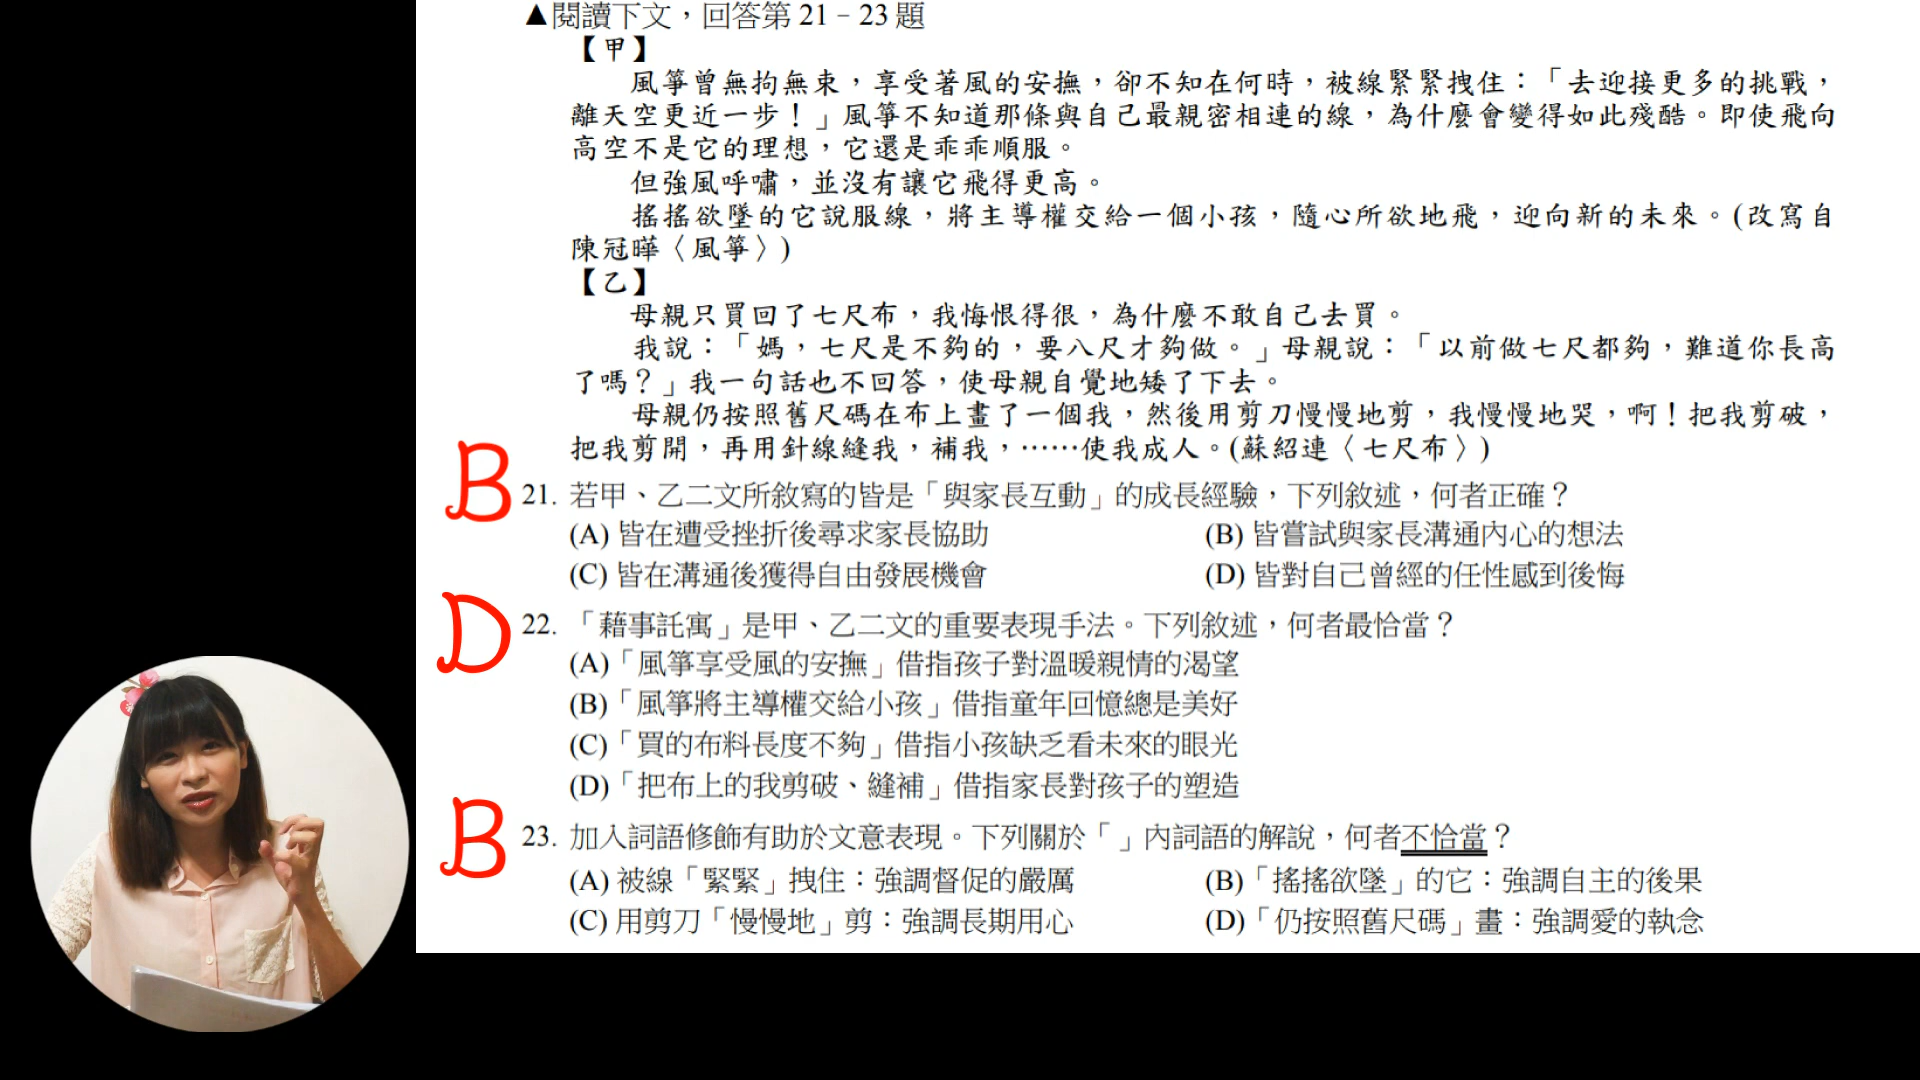 ▲閱讀下文，回答第 21－23 題
【甲】
風箏曾無拘無束，享受著風的安撫，卻不知在何時，被線緊緊拽住：「去迎接更多的挑戰，
離天空更近一步！」風箏不知道那條與自己最親密相連的線，為什麼會變得如此殘酷。即使飛向
高空不是它的理想，它還是乖乖順服。
但強風呼嘯，並沒有讓它飛得更高。
搖搖欲墜的它說服線，將主導權交給一個小孩，隨心所欲地飛，迎向新的未來。(改寫自
陳冠曄〈風箏〉)
【乙】
母親只買回了七尺布，我悔恨得很，為什麼不敢自己去買。
我說：「媽，七尺是不夠的，要八尺才夠做。」母親說：「以前做七尺都夠，難道你長高
了嗎？」我一句話也不回答，使母親自覺地矮了下去。
母親仍按照舊尺碼在布上畫了一個我，然後用剪刀慢慢地剪，我慢慢地哭，啊！把我剪破，
把我剪開，再用針線縫我，補我，……使我成人。(蘇紹連〈七尺布〉)
B 21. 若甲、乙二文所敘寫的皆是「與家長互動」的成長經驗，下列敘述，何者正確？
(A) 皆在遭受挫折後尋求家長協助 (B) 皆嘗試與家長溝通內心的想法
(C) 皆在溝通後獲得自由發展機會 (D) 皆對自己曾經的任性感到後悔
D 22. 「藉事託寓」是甲、乙二文的重要表現手法。下列敘述，何者最恰當？
(A)「風箏享受風的安撫」借指孩子對溫暖親情的渴望
(B)「風箏將主導權交給小孩」借指童年回憶總是美好
(C)「買的布料長度不夠」借指小孩缺乏看未來的眼光
(D)「把布上的我剪破、縫補」借指家長對孩子的塑造
B 23. 加入詞語修飾有助於文意表現。下列關於「」內詞語的解說，何者不恰當？
(A) 被線「緊緊」拽住：強調督促的嚴厲 (B)「搖搖欲墜」的它：強調自主的後果
(C) 用剪刀「慢慢地」剪：強調長期用心 (D)「仍按照舊尺碼」畫：強調愛的執念